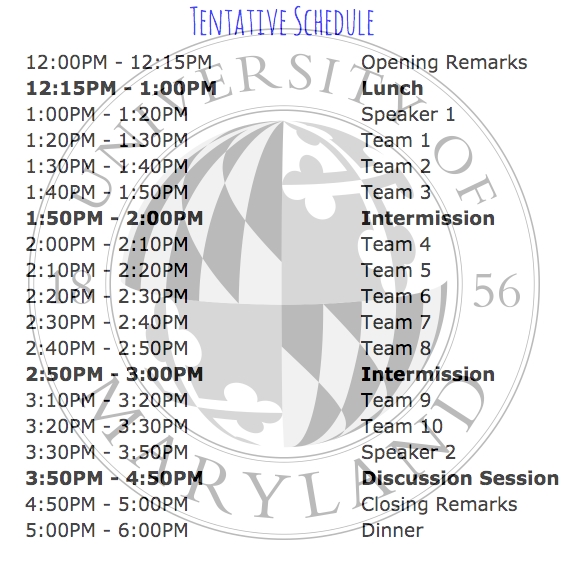 TENTATIVE SCHEDULE
12:00PM - 12:15PM Opening Remarks
12:15PM - 1:00PM Lunch
1:00PM - 1:20PM Speaker 1
1:20PM - 1:30PM Team 1
1:30PM - 1:40PM Team 2
1:40PM - 1:50PM Team 3
1:50PM - 2:00PM Intermission
2:00PM - 2:10PM Team 4
2:10PM - 2:20PM Team 5
2:20PM - 2:30PM Team 6
2:30PM - 2:40PM Team 7
2:40PM - 2:50PM Team 8
2:50PM - 3:00PM Intermission
3:10PM - 3:20PM Team 9
3:20PM - 3:30PM Team 10
3:30PM - 3:50PM Speaker 2
3:50PM - 4:50PM Discussion Session
4:50PM - 5:00PM Closing Remarks
5:00PM - 6:00PM Dinner
UNIVERSITY OF
18 56
MARYLAND